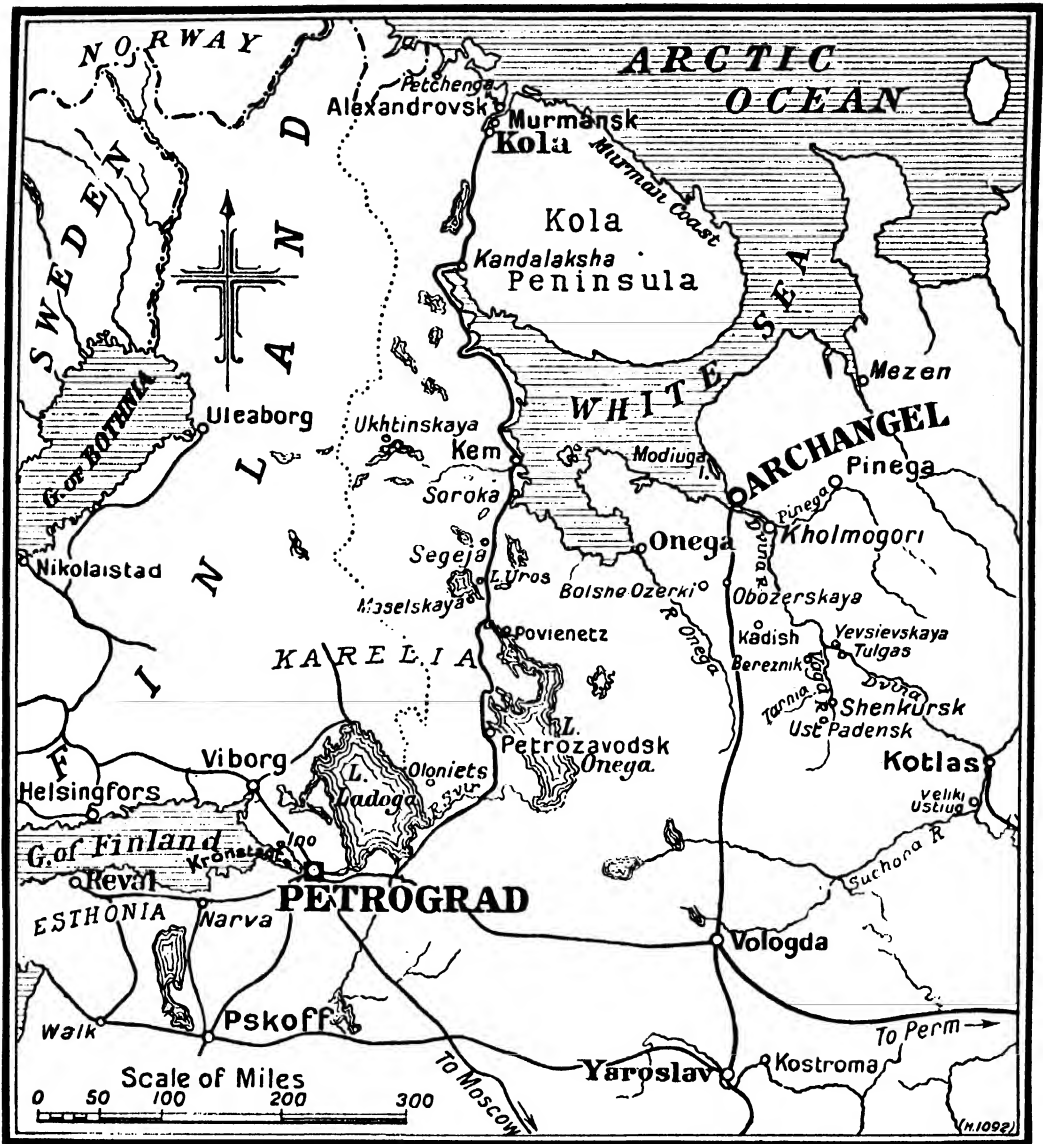 NORWAY
ARCTIC
OCEAN
Petchenga
Alexandrovsk
Murmansk
Kola
Murman Coast
SWEDEN
Kola
Peninsula
Kandalaksha
FINLAND
WHITE SEA
Mezen
G. of BOTHNIA
Uleaborg
Ukhtinskaya
Kem
Modiuga
I.
ARCHANGEL
Pinega
Soroka
Pinega
Kholmogori
Dvina R.
Segeja
Onega
Nikolaistad
L. Uros
Maselskaya
Bolshe Ozerki
Obozerskaya
R. Onega
Povienetz
Kadish
Yevsievskaya
Tulgas
KARELIA
Bereznik
Vaga R.
Dvina
Tarnia
Shenkursk
Ust Padensk
Petrozavodsk
L.
Onega
Viborg
L.
Ladoga
Oloniets
R. Svir
Kotlas
Helsingfors
Veliki
Ustiug
G. of Finland
Kronstadt
Ino
Suchona R
Reval
PETROGRAD
ESTHONIA
Narva
Vologda
Walk
Pskoff
To Perm
To Moscow
Yaroslav
Kostroma
Scale of Miles
0 50 100 200 300
(M.1092)